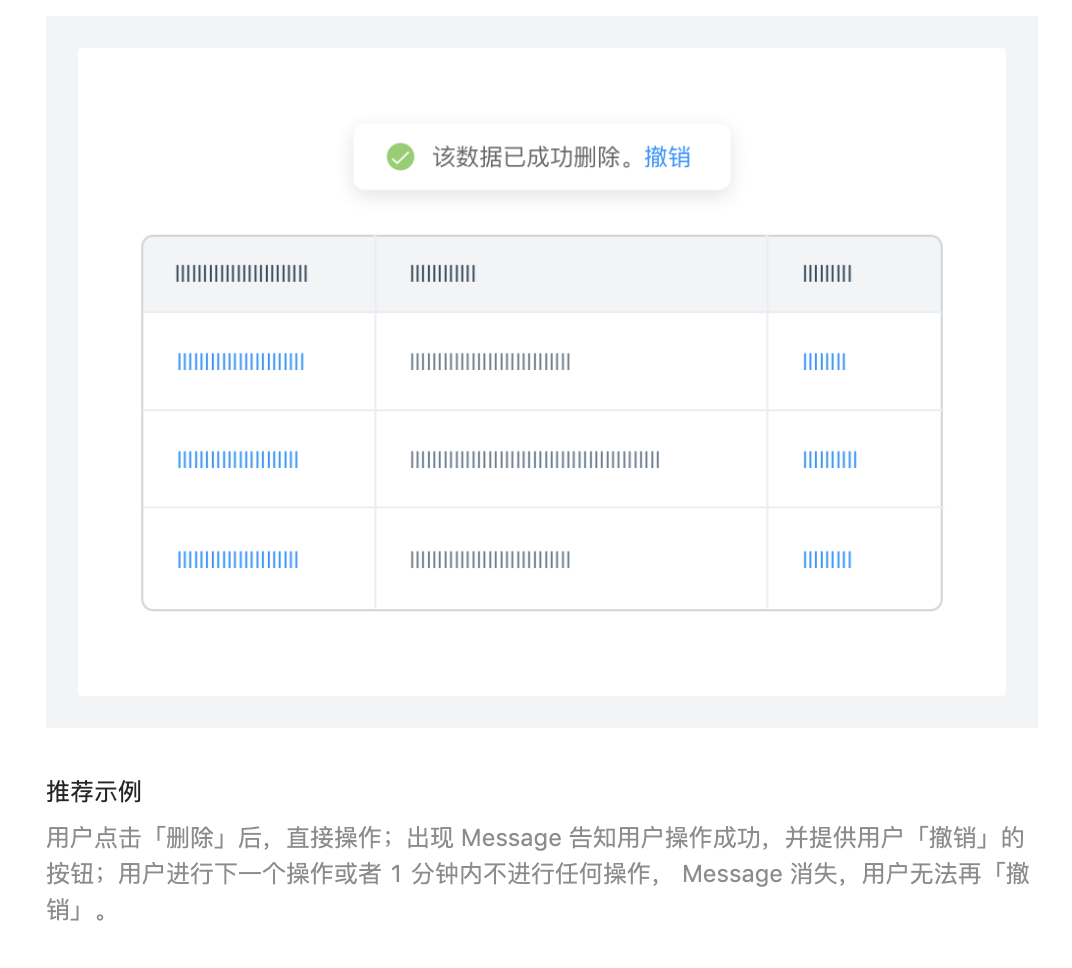 该数据已成功删除。撤销
推荐示例
用户点击「删除」后，直接操作；出现 Message 告知用户操作成功，并提供用户「撤销」的
按钮；用户进行下一个操作或者 1 分钟内不进行任何操作， Message 消失，用户无法再「撤
销」。